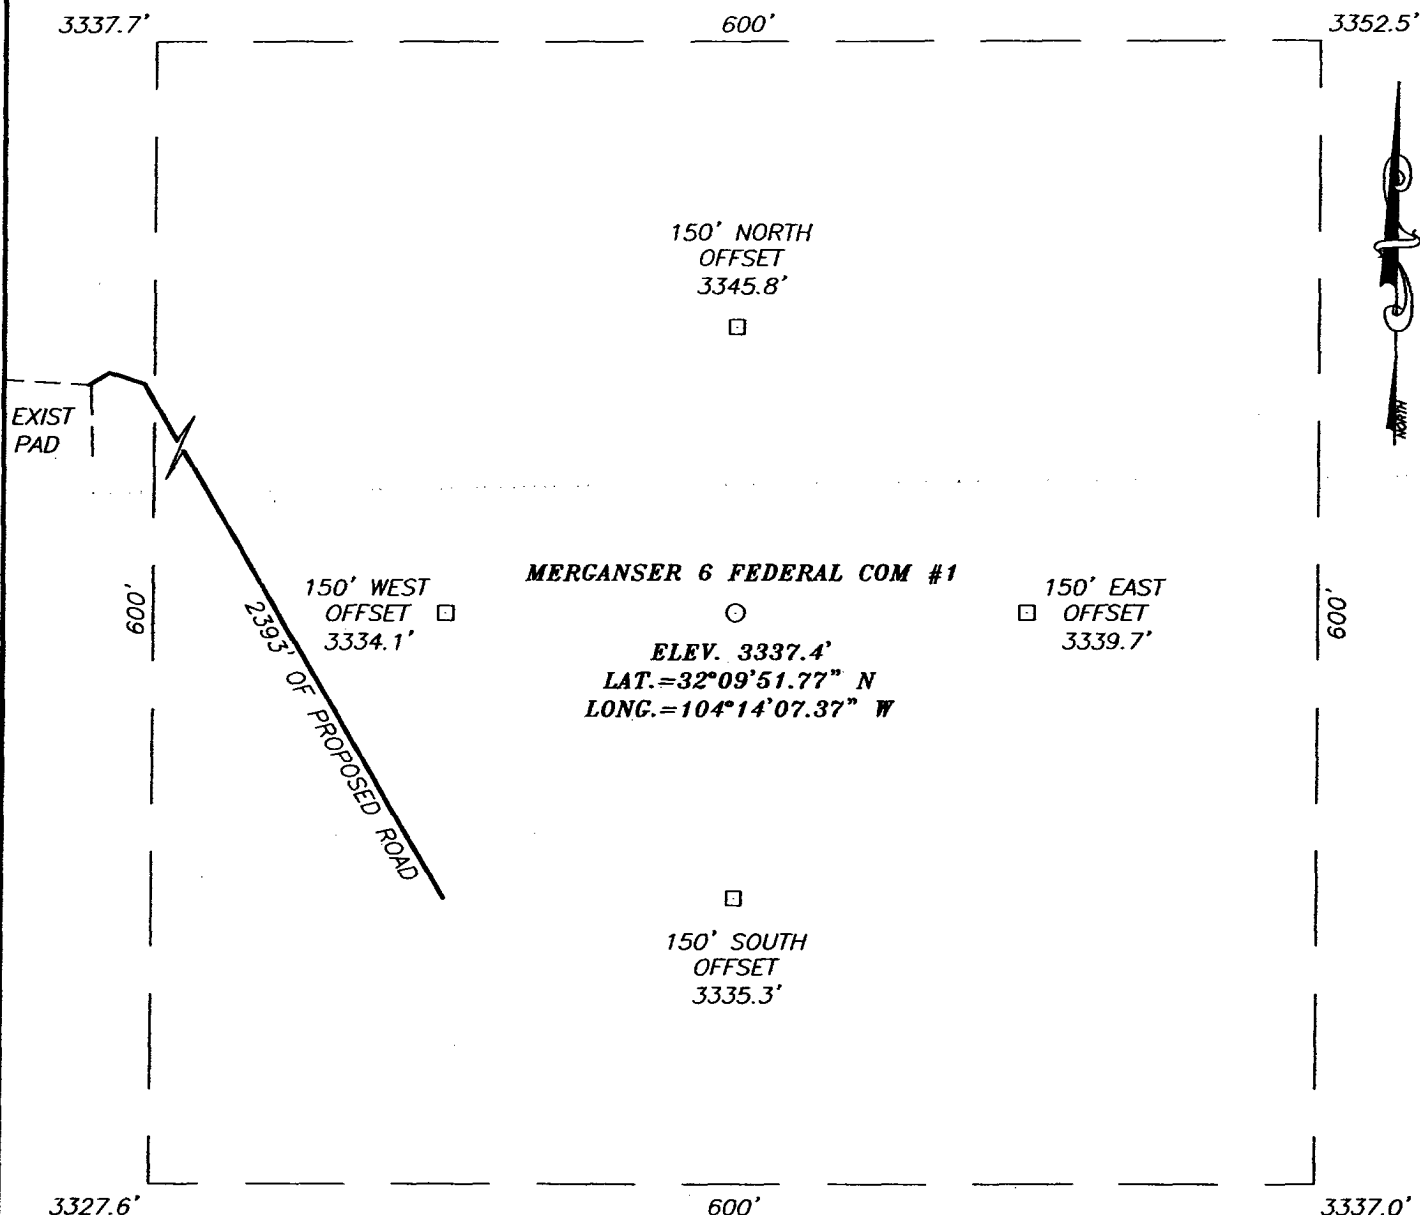 3337.7'
600'
3352.5'
150' NORTH
OFFSET
3345.8'
NORTH
EXIST
PAD
MERGANSER 6 FEDERAL COM #1
600'
150' WEST
OFFSET
3334.1'
150' EAST
OFFSET
3339.7'
600'
ELEV. 3337.4'
LAT.=32°09'51.77" N
LONG.=104°14'07.37" W
2393' OF PROPOSED ROAD
150' SOUTH
OFFSET
3335.3'
3327.6'
600'
3337.0'